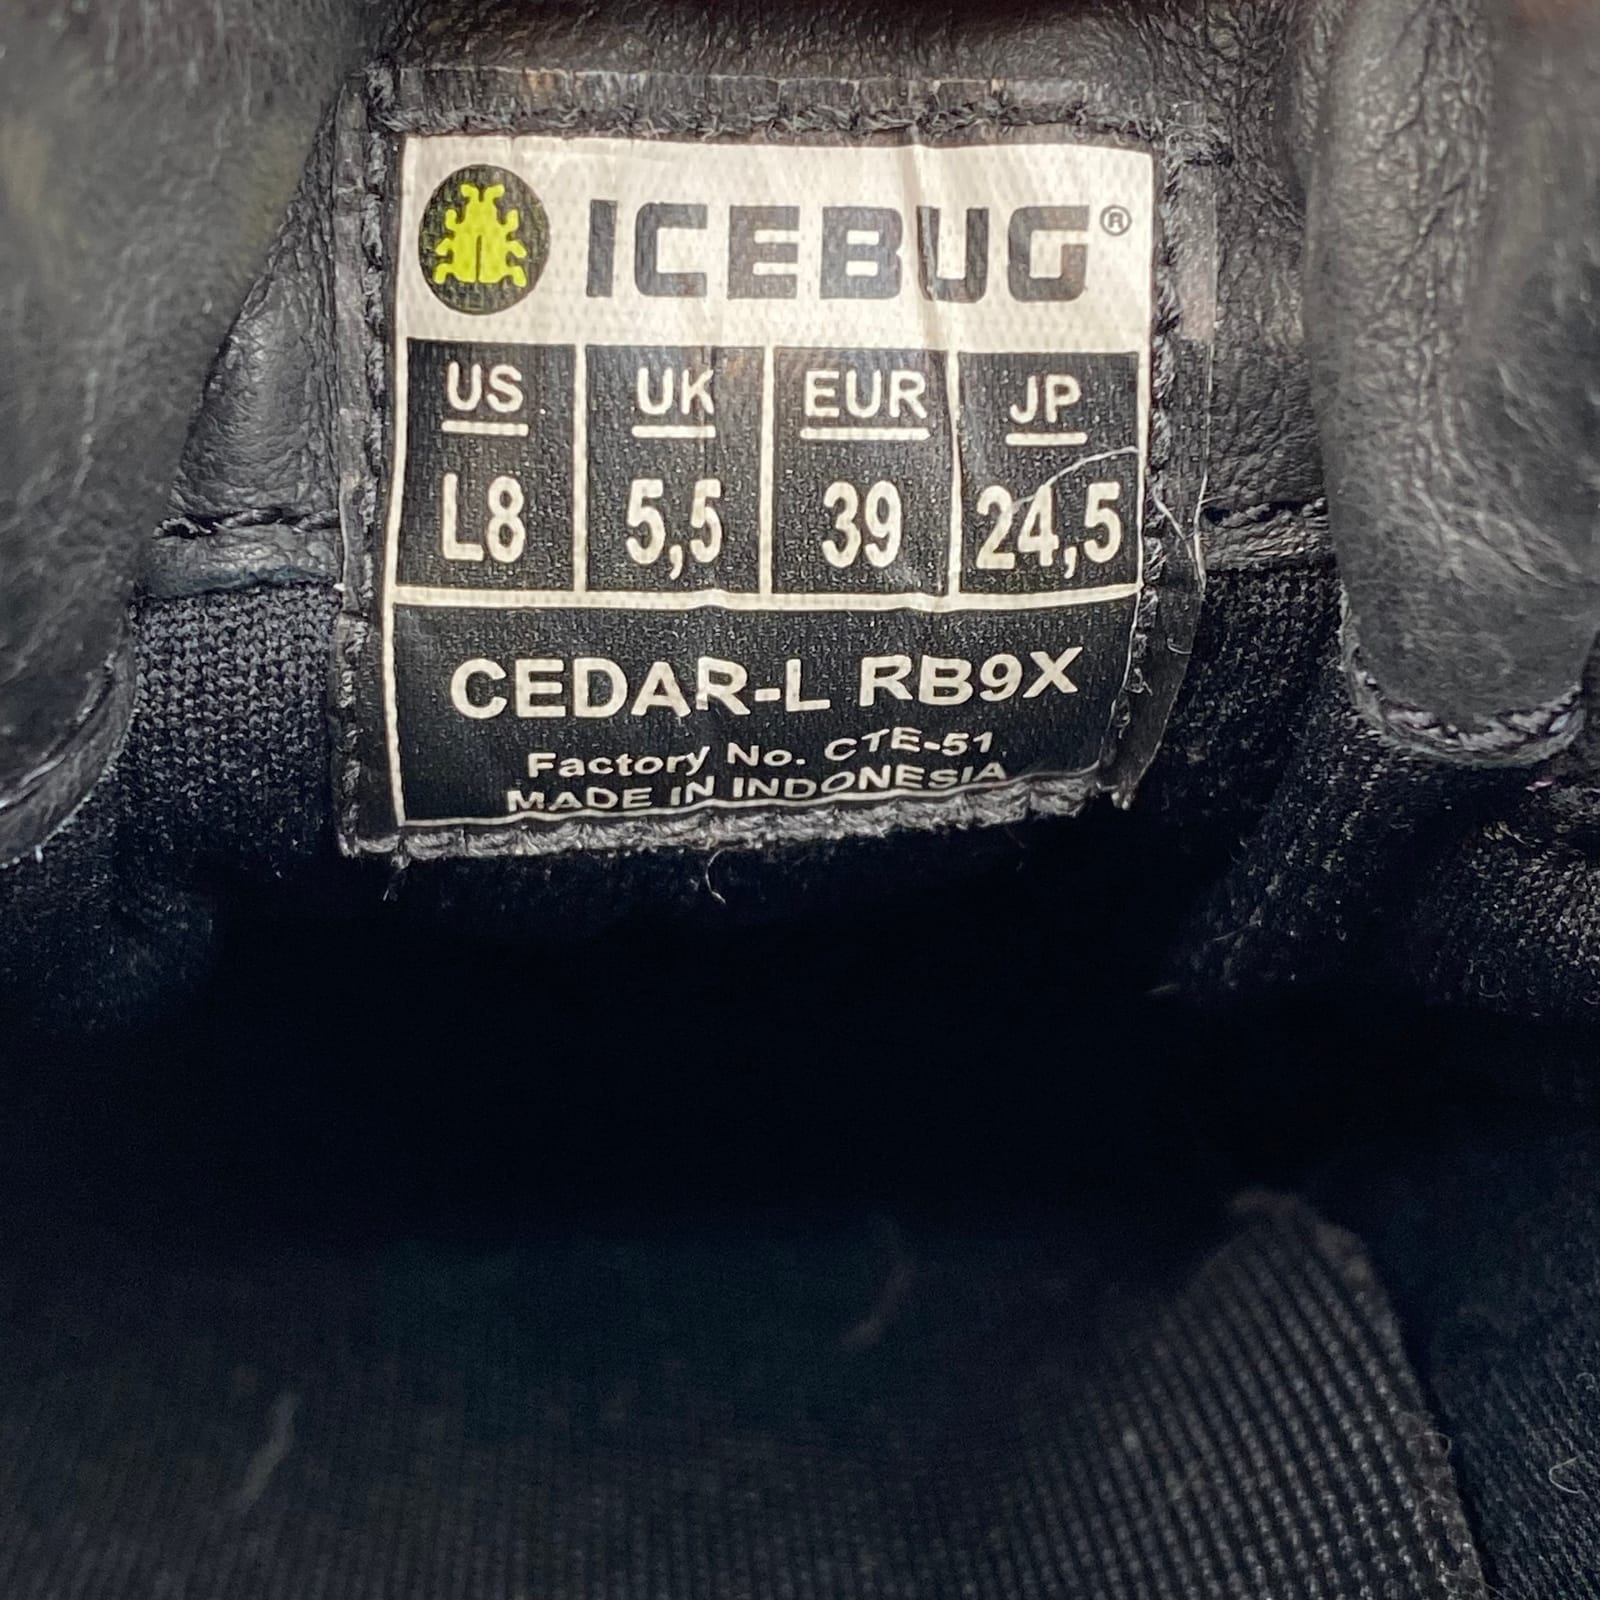 ICEBUG®
US UK EUR JP
L8 5,5 39 24,5
CEDAR-L RB9X
Factory No. CTE-51
MADE IN INDONESIA